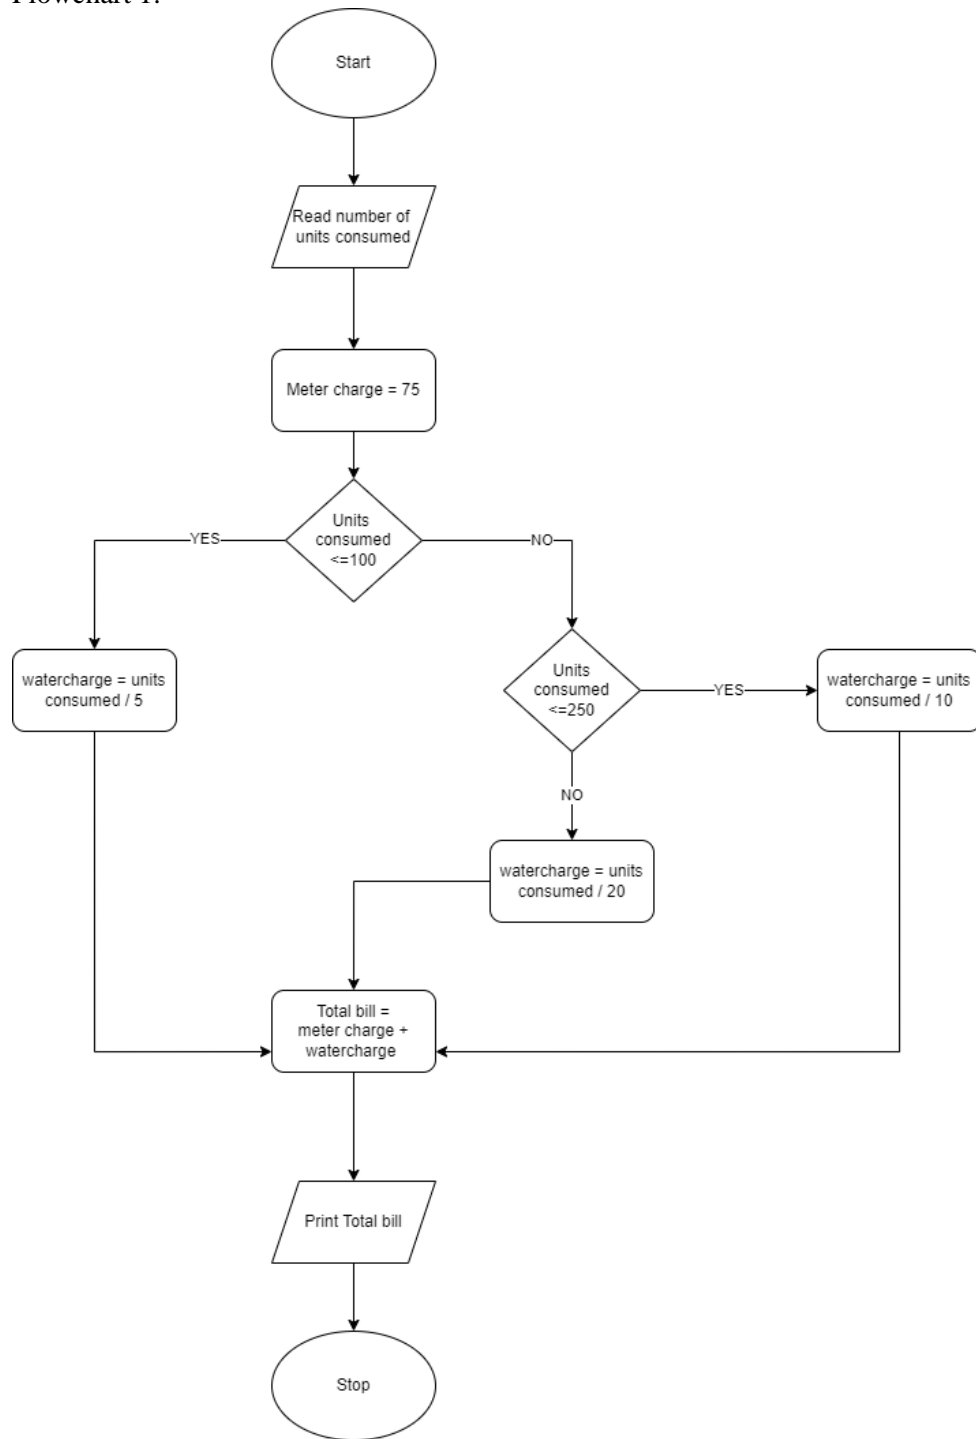 Flowchart 1:
Start
Read number of
units consumed
Meter charge = 75
Units
consumed
<=100
YES
NO
watercharge = units
consumed / 5
Units
consumed
<=250
YES
watercharge = units
consumed / 10
NO
watercharge = units
consumed / 20
Total bill =
meter charge +
watercharge
Print Total bill
Stop